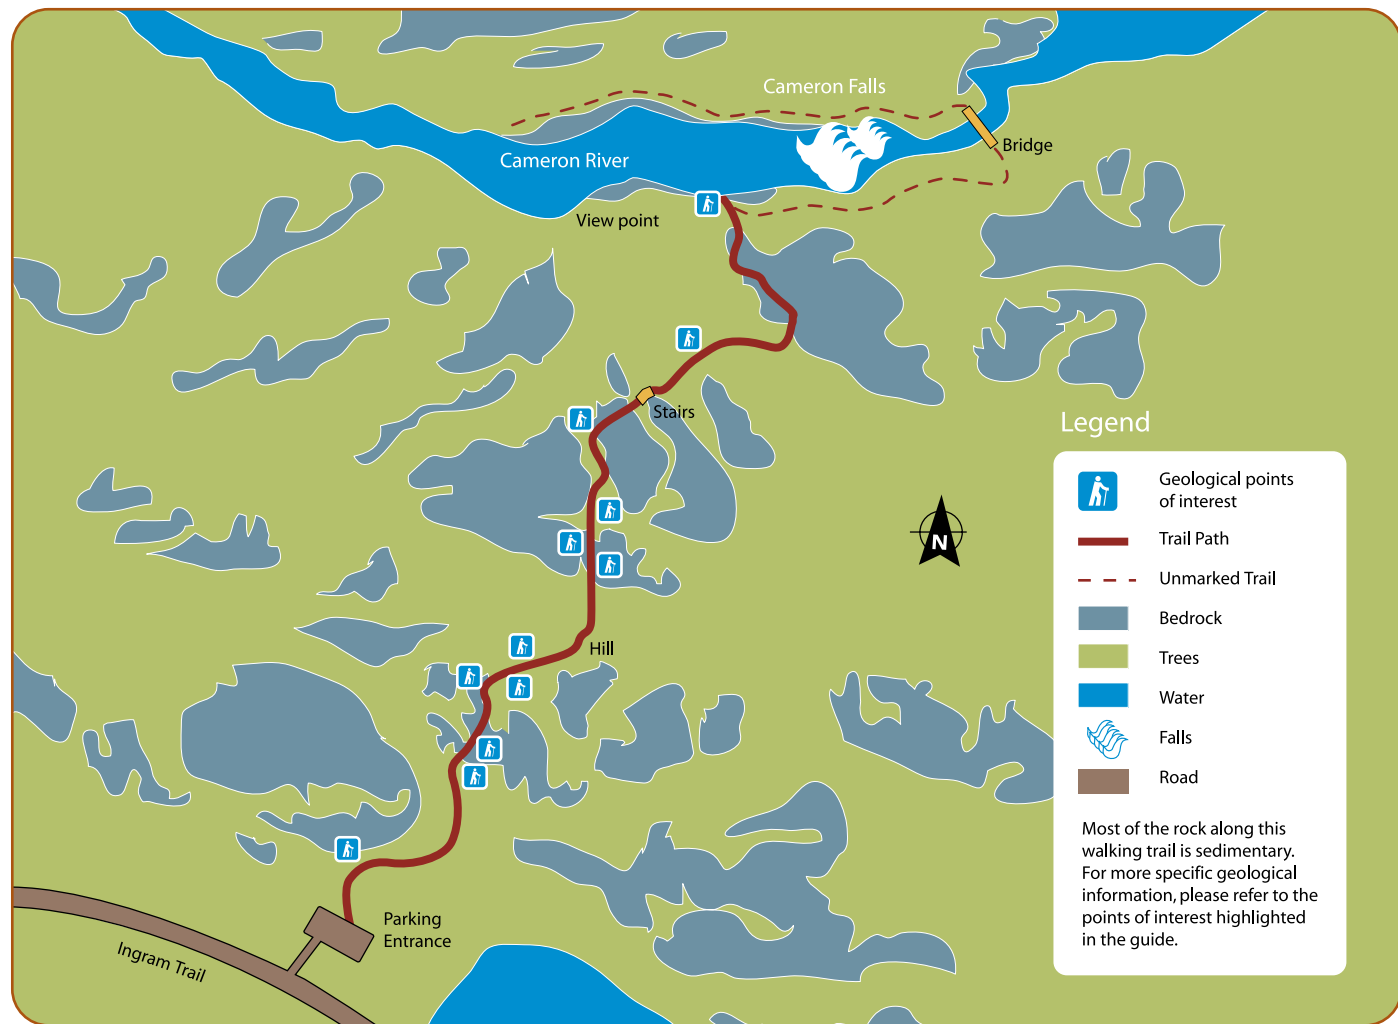 Cameron Falls
Bridge
Cameron River
View point
Stairs
Hill
Parking
Entrance
Ingram Trail
N
Legend
Geological points
of interest
Trail Path
Unmarked Trail
Bedrock
Trees
Water
Falls
Road
Most of the rock along this
walking trail is sedimentary.
For more specific geological
information, please refer to the
points of interest highlighted
in the guide.